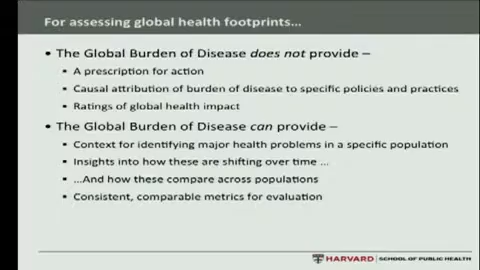 For assessing global health footprints...
• The Global Burden of Disease does not provide –
▪ A prescription for action
▪ Causal attribution of burden of disease to specific policies and practices
▪ Ratings of global health impact
• The Global Burden of Disease can provide –
▪ Context for identifying major health problems in a specific population
▪ Insights into how these are shifting over time ...
▪ ...And how these compare across populations
▪ Consistent, comparable metrics for evaluation
HARVARD | SCHOOL OF PUBLIC HEALTH